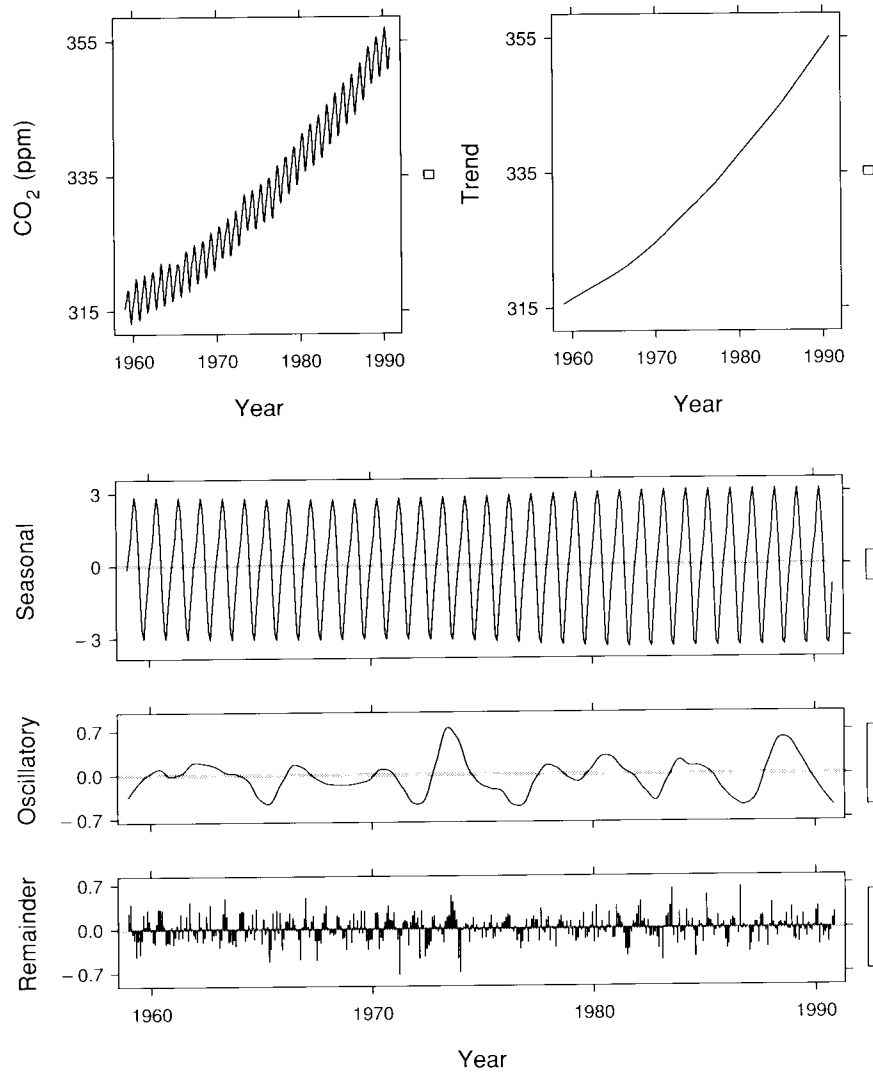 CO2 (ppm)
355
335
315
1960 1970 1980 1990
Year
Trend
355
335
315
1960 1970 1980 1990
Year
Seasonal
3
0
– 3
Oscillatory
0.7
0.0
– 0.7
Remainder
0.7
0.0
– 0.7
1960 1970 1980 1990
Year